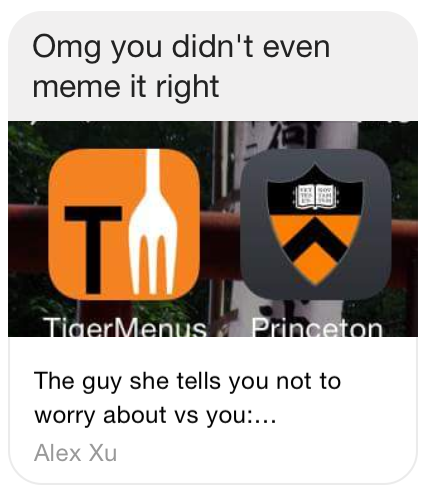 Omg you didn't even
meme it right
T
TigerMenus
Princeton
The guy she tells you not to
worry about vs you:...
Alex Xu